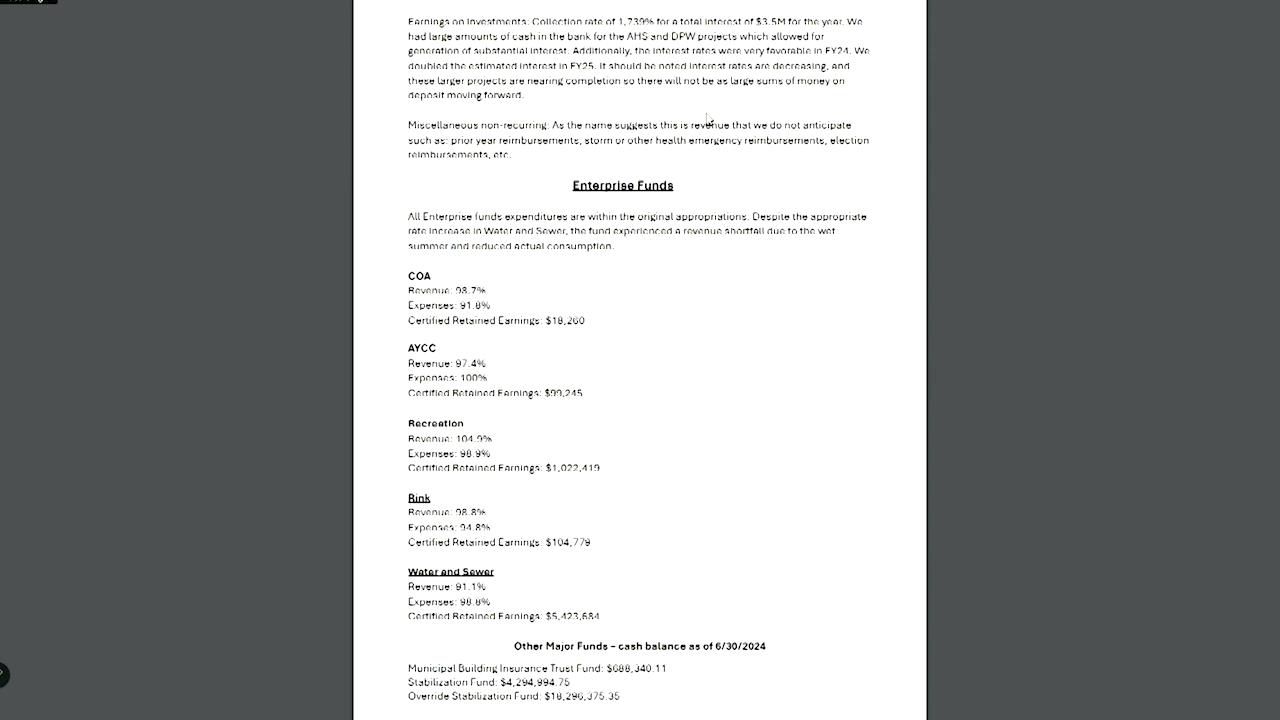 Earnings on Investments: Collection rate of 1,739% for a total interest of $3.5M for the year. We
had large amounts of cash in the bank for the AHS and DPW projects which allowed for
generation of substantial interest. Additionally, the interest rates were very favorable in FY24. We
doubled the estimated interest in FY25. It should be noted interest rates are decreasing, and
these larger projects are nearing completion so there will not be as large sums of money on
deposit moving forward.
Miscellaneous non-recurring: As the name suggests this is revenue that we do not anticipate
such as: prior year reimbursements, storm or other health emergency reimbursements, election
reimbursements, etc.
Enterprise Funds
All Enterprise funds expenditures are within the original appropriations. Despite the appropriate
rate increase in Water and Sewer, the fund experienced a revenue shortfall due to the wet
summer and reduced actual consumption.
COA
Revenue: 98.7%
Expenses: 91.8%
Certified Retained Earnings: $18,260
AYCC
Revenue: 97.4%
Expenses: 100%
Certified Retained Earnings: $99,245
Recreation
Revenue: 104.9%
Expenses: 98.9%
Certified Retained Earnings: $1,022,419
Rink
Revenue: 98.8%
Expenses: 94.8%
Certified Retained Earnings: $104,779
Water and Sewer
Revenue: 91.1%
Expenses: 98.8%
Certified Retained Earnings: $5,423,684
Other Major Funds – cash balance as of 6/30/2024
Municipal Building Insurance Trust Fund: $688,340.11
Stabilization Fund: $4,294,994.75
Override Stabilization Fund: $18,296,375.35